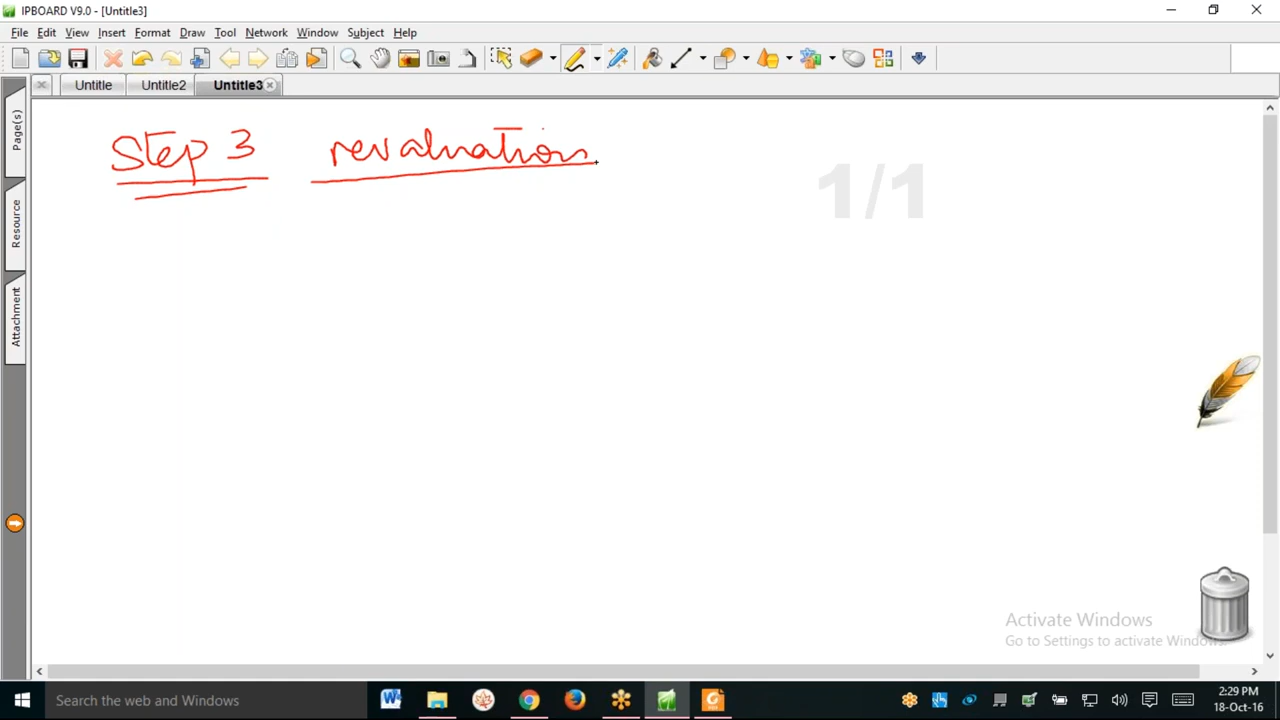 IPBOARD V9.0 - [Untitle3]
File Edit View Insert Format Draw Tool Network Window Subject Help
Untitle Untitle2 Untitle3
Page(s)
Resource
Attachment
Step 3 revaluation
1/1
Activate Windows
Go to Settings to activate Windows.
Search the web and Windows
2:29 PM
18-Oct-16